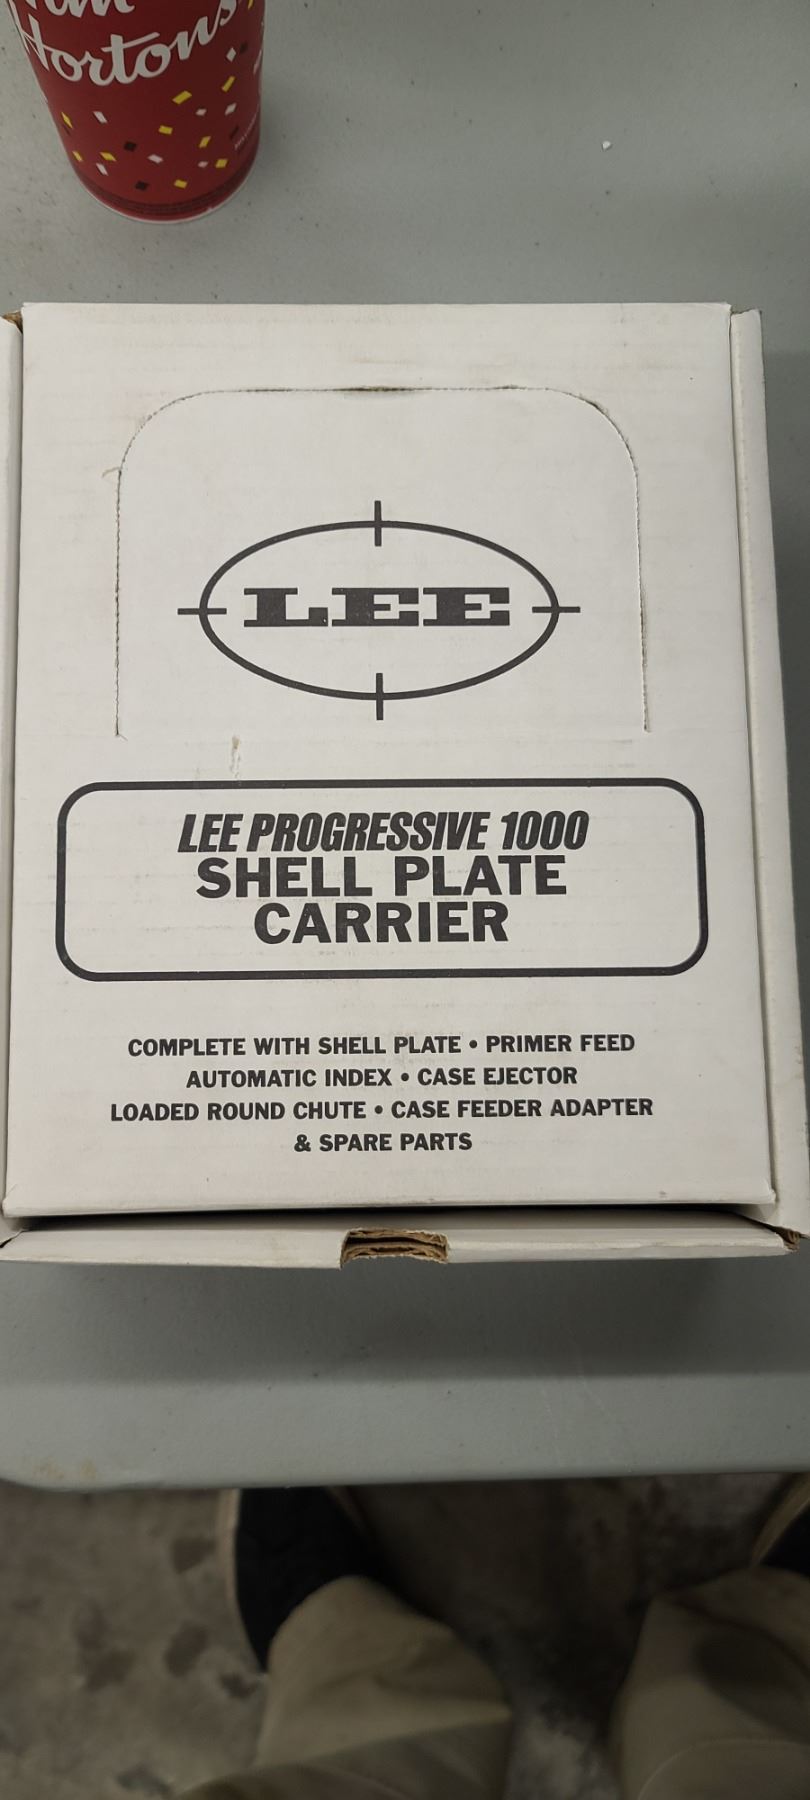 Hortons
LEE
LEE PROGRESSIVE 1000
SHELL PLATE
CARRIER
COMPLETE WITH SHELL PLATE • PRIMER FEED
AUTOMATIC INDEX • CASE EJECTOR
LOADED ROUND CHUTE • CASE FEEDER ADAPTER
& SPARE PARTS